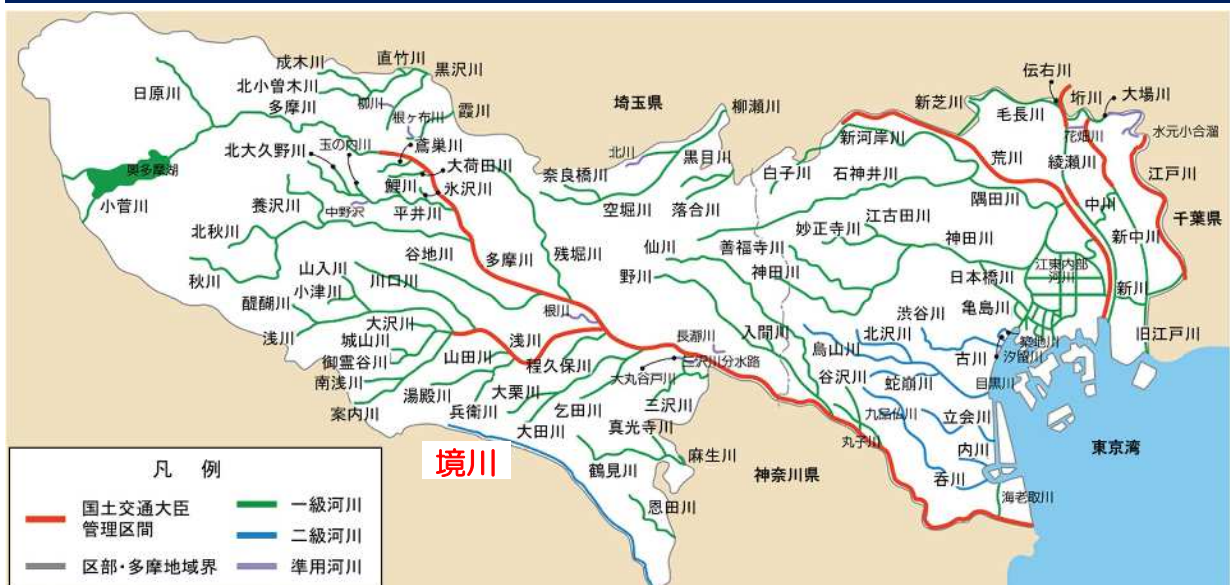 成木川
直竹川
黒沢川
北小曽木川
柳川
日原川
多摩川
霞川
根ヶ布川
埼玉県
柳瀬川
新芝川
伝右川
毛長川
垳川
大場川
花畑川
水元小合溜
玉の内川
鳶巣川
北大久野川
大荷田川
北川
黒目川
新河岸川
荒川
綾瀬川
江戸川
奥多摩湖
鯉川
氷沢川
奈良橋川
白子川
石神井川
小菅川
養沢川
中野沢
平井川
空堀川
落合川
隅田川
中川
千葉県
北秋川
谷地川
多摩川
残堀川
仙川
善福寺川
妙正寺川
江古田川
神田川
新中川
秋川
山入川
川口川
野川
神田川
日本橋川
江東内部
河川
新川
小津川
醍醐川
根川
長瀞川
入間川
渋谷川
亀島川
浅川
大沢川
城山川
浅川
北沢川
築地川
旧江戸川
御霊谷川
山田川
程久保川
三沢川分水路
烏山川
古川
汐留川
南浅川
湯殿川
大栗川
大丸谷戸川
谷沢川
蛇崩川
目黒川
案内川
兵衛川
乞田川
三沢川
九品仏川
立会川
大田川
真光寺川
丸子川
内川
東京湾
境川
鶴見川
麻生川
神奈川県
呑川
恩田川
海老取川
凡例
国土交通大臣
管理区間
一級河川
二級河川
区部・多摩地域界
準用河川